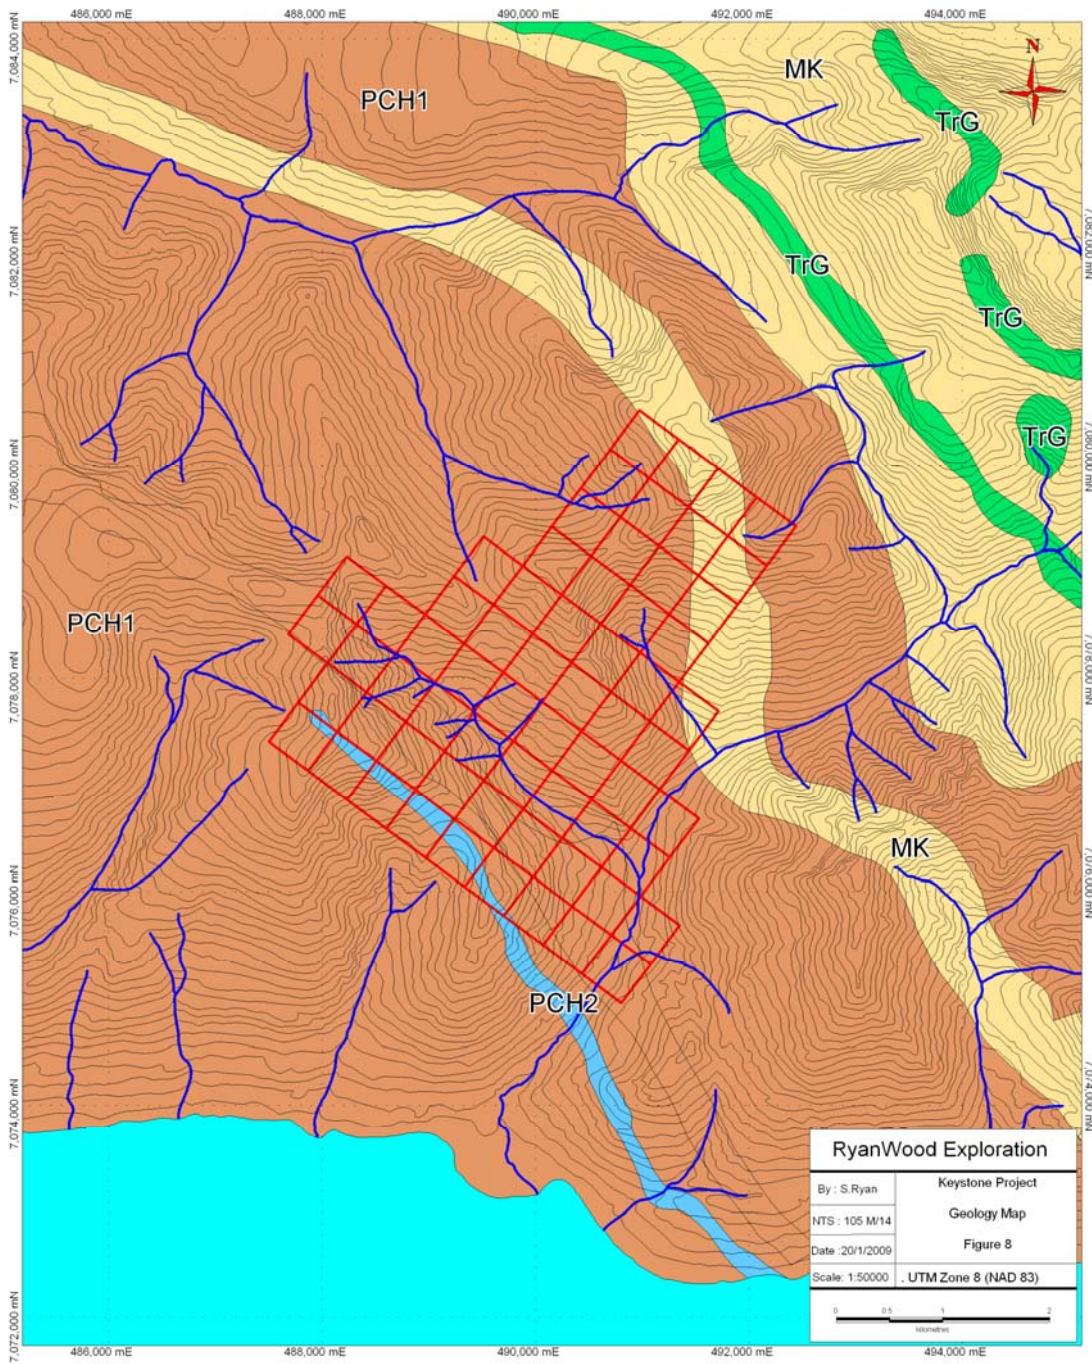 486,000 mE
488,000 mE
490,000 mE
492,000 mE
494,000 mE
7,084,000 mN
7,082,000 mN
7,080,000 mN
7,078,000 mN
7,076,000 mN
7,074,000 mN
7,072,000 mN
N
MK
PCH1
TrG
TrG
TrG
TrG
PCH1
MK
PCH2
7,082,000 mN
7,080,000 mN
7,078,000 mN
7,076,000 mN
7,074,000 mN
RyanWood Exploration
By : S.Ryan
Keystone Project
NTS : 105 M/14
Geology Map
Date :20/1/2009
Figure 8
Scale: 1:50000
. UTM Zone 8 (NAD 83)
0 0.5 1 2
kilometres
486,000 mE
488,000 mE
490,000 mE
492,000 mE
494,000 mE